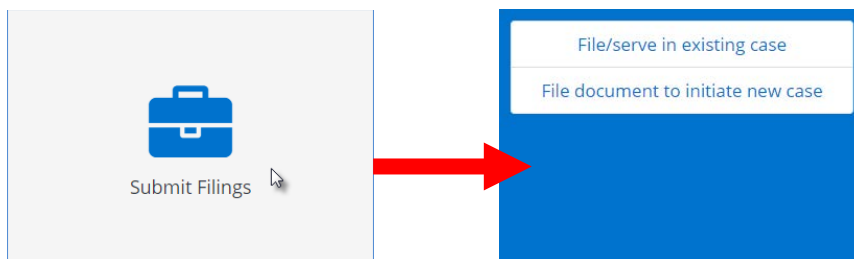 Submit Filings
File/serve in existing case
File document to initiate new case